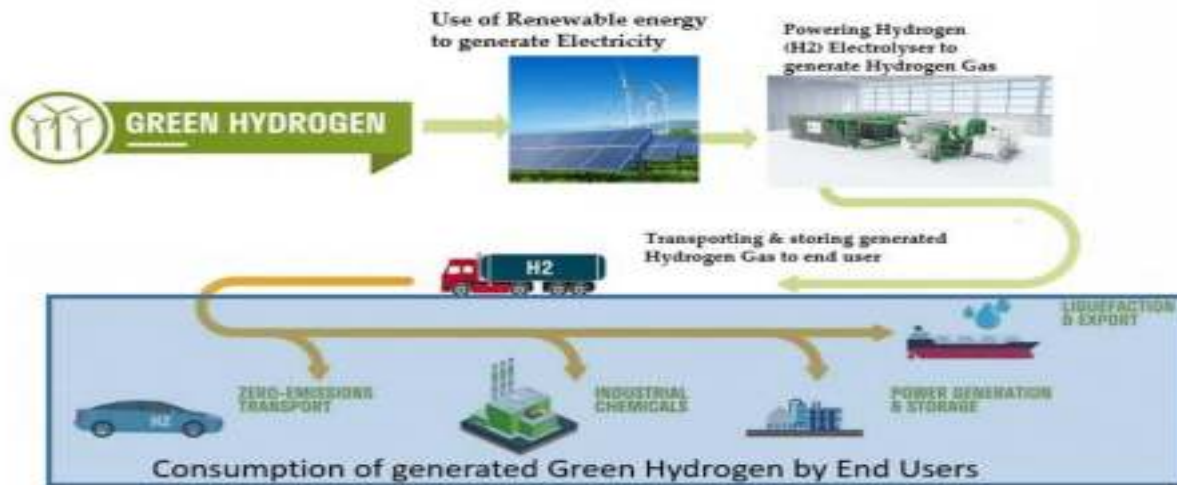 Use of Renewable energy
to generate Electricity
Powering Hydrogen
(H2) Electrolyser to
generate Hydrogen Gas
GREEN HYDROGEN
Transporting & storing generated
Hydrogen Gas to end user
H2
LIQUEFACTION
& EXPORT
ZERO-EMISSIONS
TRANSPORT
INDUSTRIAL
CHEMICALS
POWER GENERATION
& STORAGE
H2
Consumption of generated Green Hydrogen by End Users